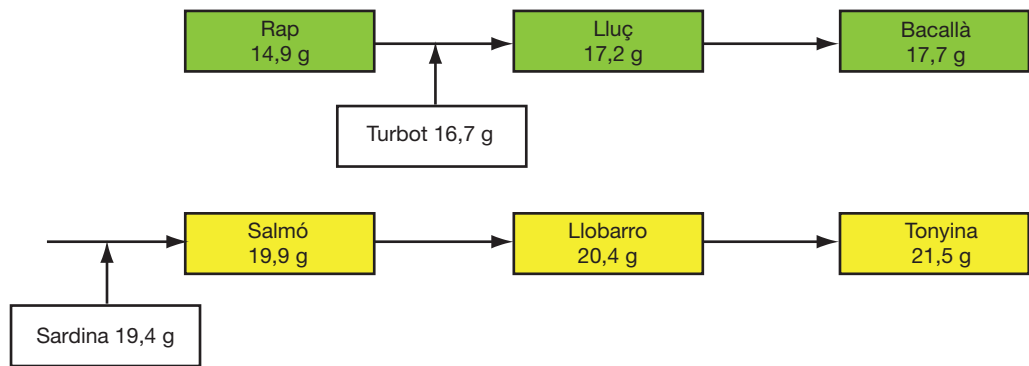 Rap
14,9 g
Lluç
17,2 g
Bacallà
17,7 g
Turbot 16,7 g
Salmó
19,9 g
Llobarro
20,4 g
Tonyina
21,5 g
Sardina 19,4 g